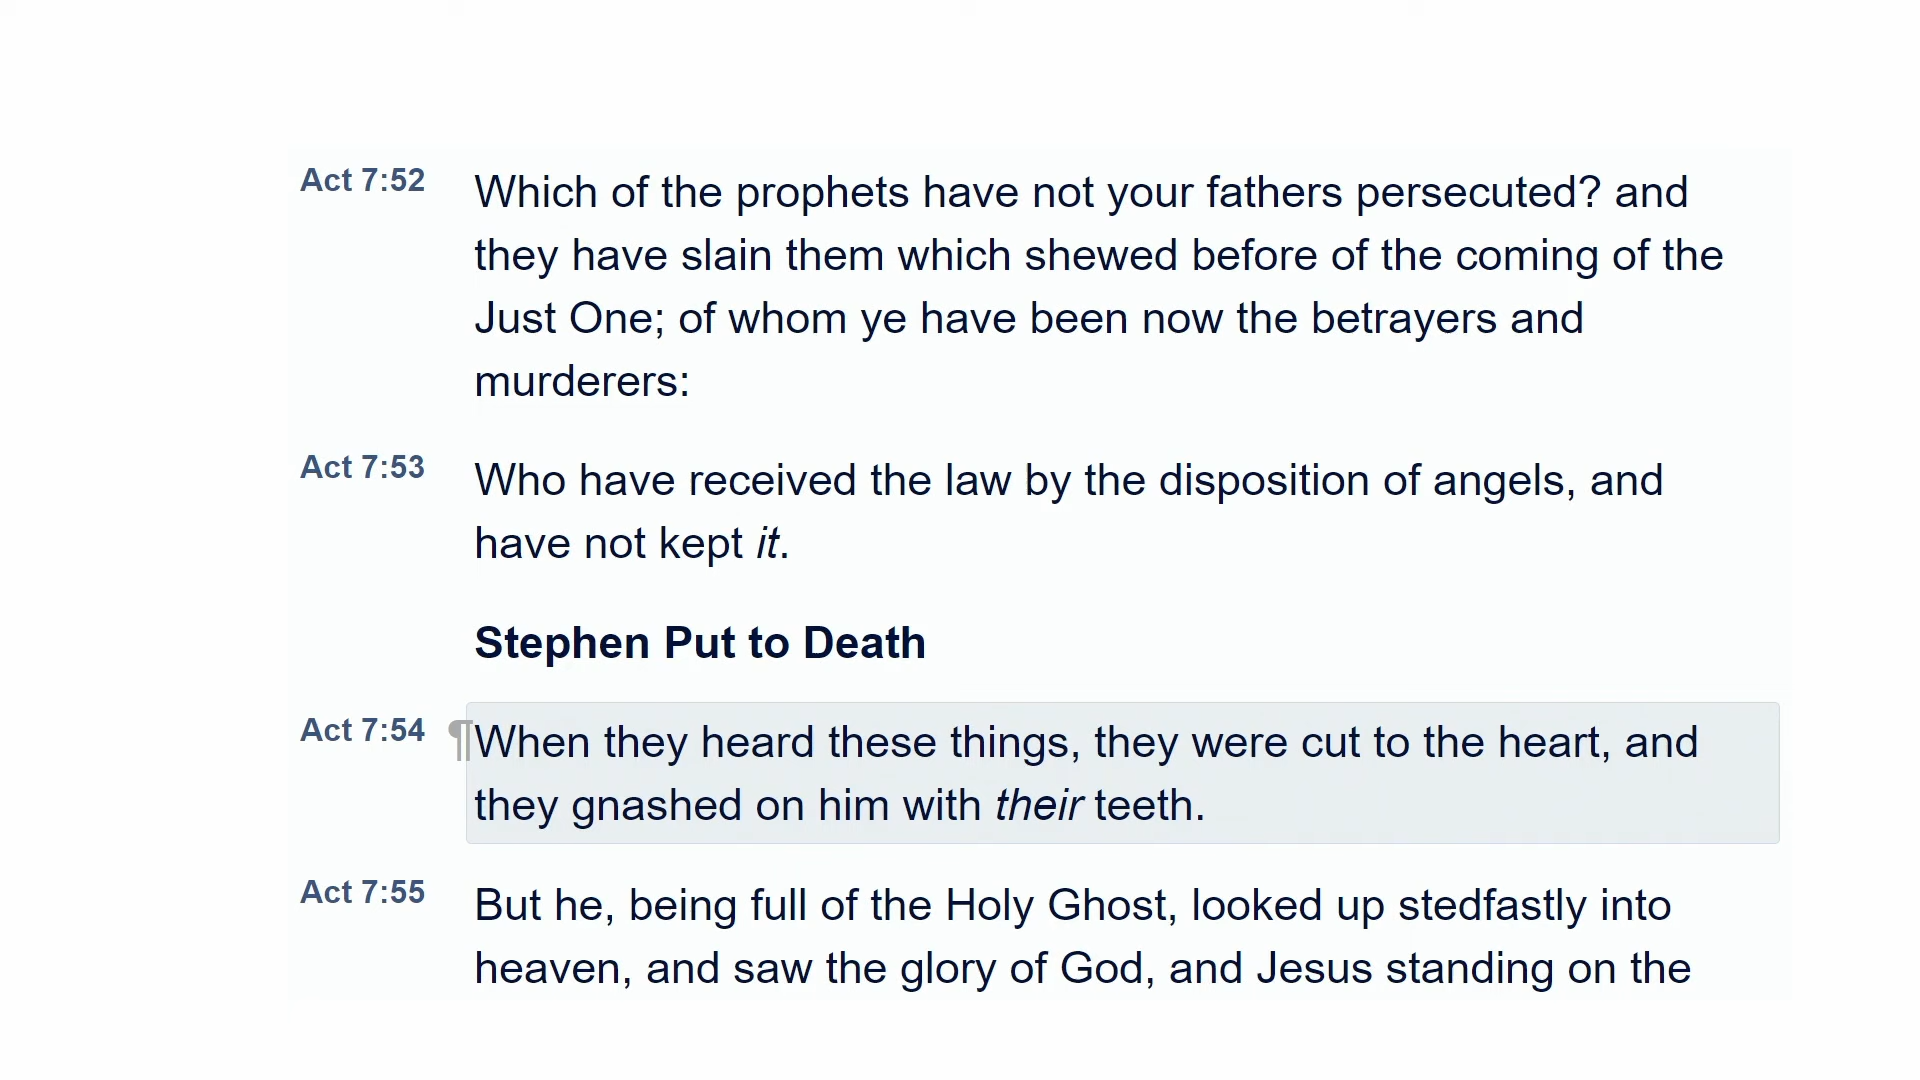 Act 7:52 Which of the prophets have not your fathers persecuted? and
they have slain them which shewed before of the coming of the
Just One; of whom ye have been now the betrayers and
murderers:
Act 7:53 Who have received the law by the disposition of angels, and
have not kept it.
Stephen Put to Death
Act 7:54 ¶When they heard these things, they were cut to the heart, and
they gnashed on him with their teeth.
Act 7:55 But he, being full of the Holy Ghost, looked up stedfastly into
heaven, and saw the glory of God, and Jesus standing on the